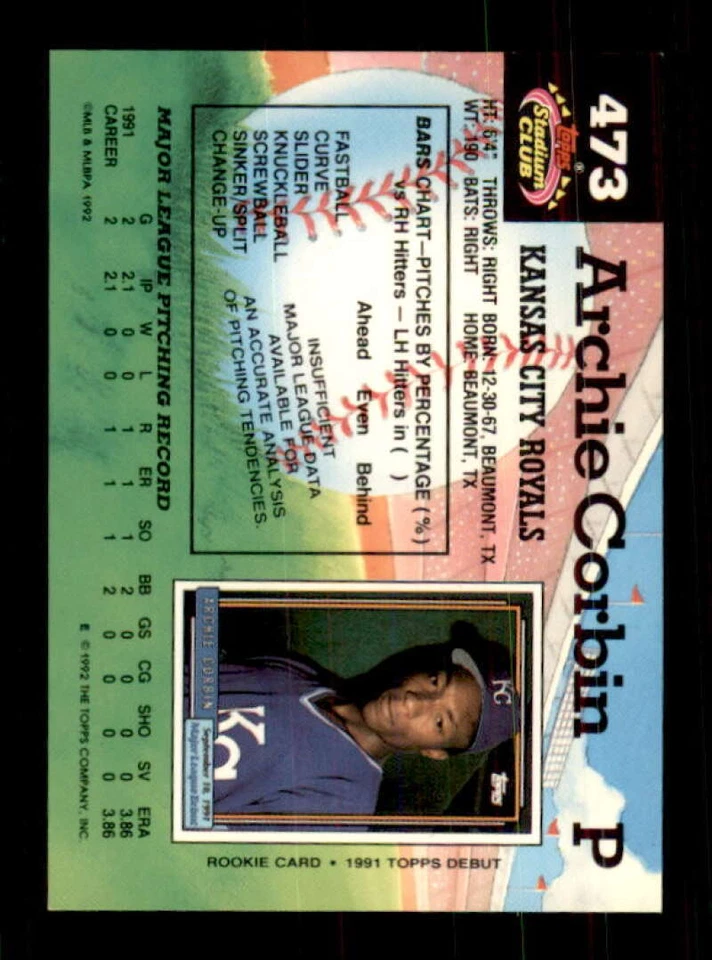 473
Topps
Stadium
CLUB
®
Archie Corbin P
KANSAS CITY ROYALS
HT: 6'4" THROWS: RIGHT BORN: 12-30-67, BEAUMONT, TX
WT: 190 BATS: RIGHT HOME: BEAUMONT, TX
BARS CHART—PITCHES BY PERCENTAGE (%)
vs RH Hitters — LH Hitters in ( )
Ahead Even Behind
FASTBALL
CURVE
SLIDER
KNUCKLEBALL
SCREWBALL
SINKER/SPLIT
CHANGE-UP
INSUFFICIENT
MAJOR LEAGUE DATA
AVAILABLE FOR
AN ACCURATE ANALYSIS
OF PITCHING TENDENCIES.
KC
Topps
KC
ARCHIE CORBIN
September 10, 1991
Major League Debut
ROOKIE CARD • 1991 TOPPS DEBUT
MAJOR LEAGUE PITCHING RECORD
G IP W L R ER SO BB GS CG SHO SV ERA
1991 2 2.1 0 0 1 1 1 2 0 0 0 0 3.86
CAREER 2 2.1 0 0 1 1 1 2 0 0 0 0 3.86
©MLB & MLBPA 1992
E © 1992 THE TOPPS COMPANY, INC.